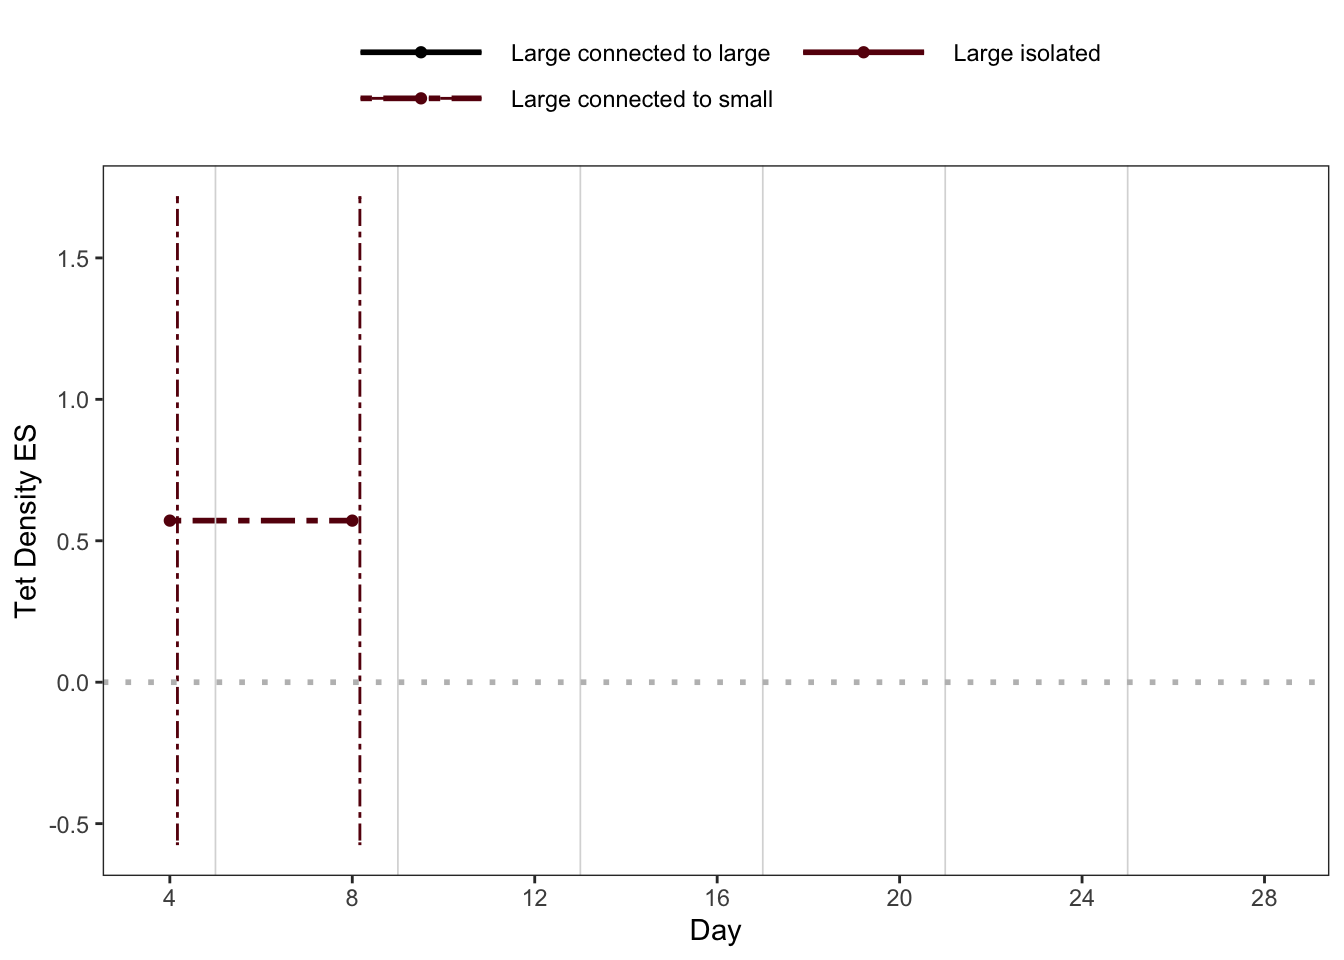 Large connected to large
Large isolated
Large connected to small
Tet Density ES
1.5
1.0
0.5
0.0
-0.5
4 8 12 16 20 24 28
Day